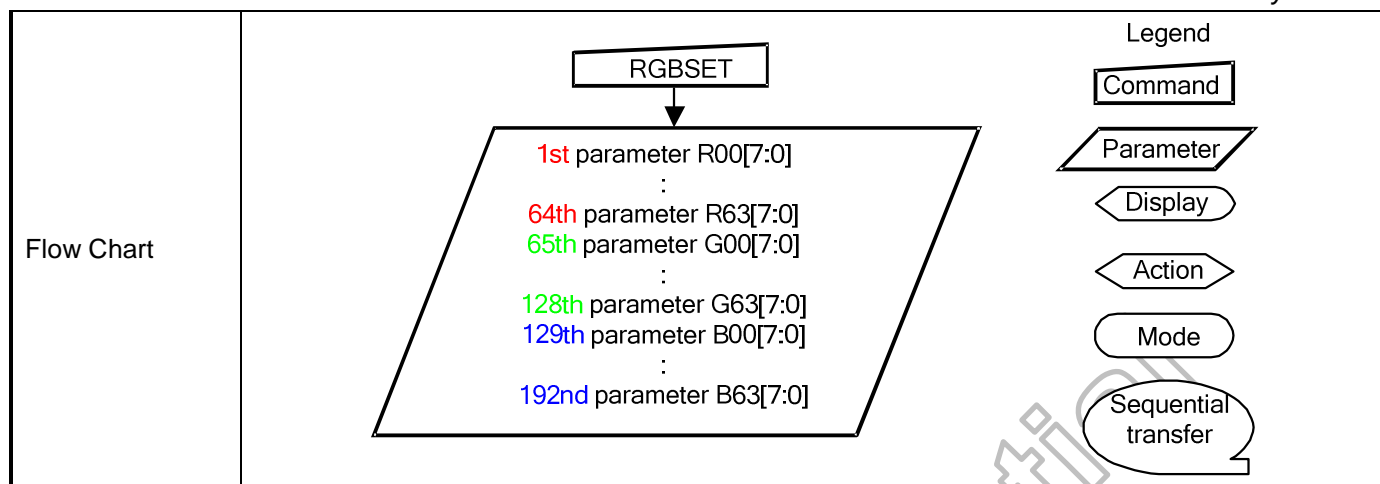 Flow Chart
RGBSET
1st parameter R00[7:0]
:
64th parameter R63[7:0]
65th parameter G00[7:0]
:
128th parameter G63[7:0]
129th parameter B00[7:0]
:
192nd parameter B63[7:0]
Legend
Command
Parameter
Display
Action
Mode
Sequential
transfer